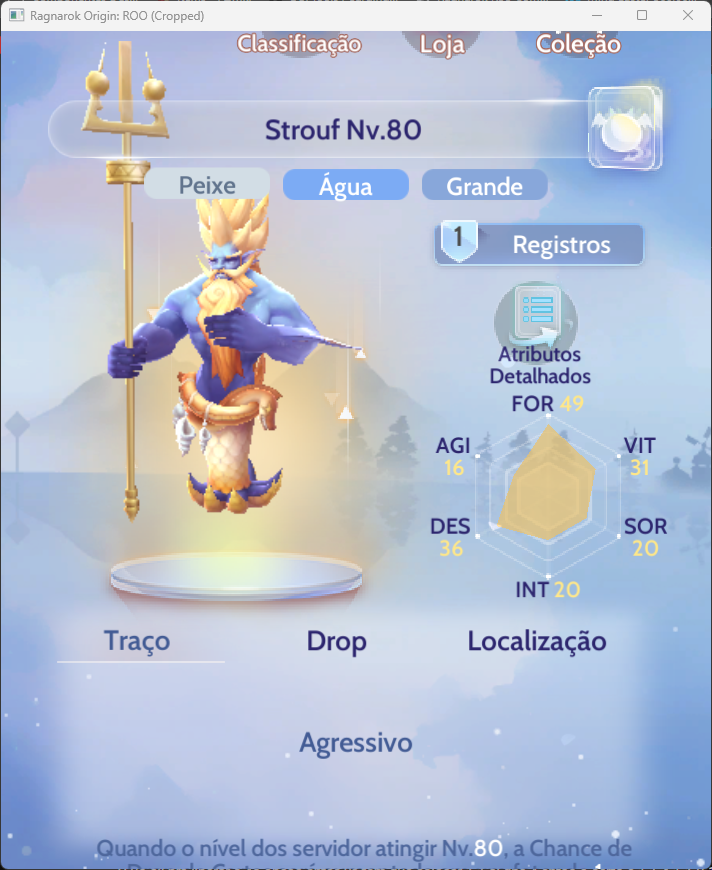 Ragnarok Origin: ROO (Cropped)
Classificação Loja Coleção
Strouf Nv.80
Peixe Água Grande
1 Registros
Atributos
Detalhados
FOR 49
AGI VIT
16 31
DES SOR
36 20
INT 20
Traço Drop Localização
Agressivo
Quando o nível dos servidor atingir Nv.80, a Chance de